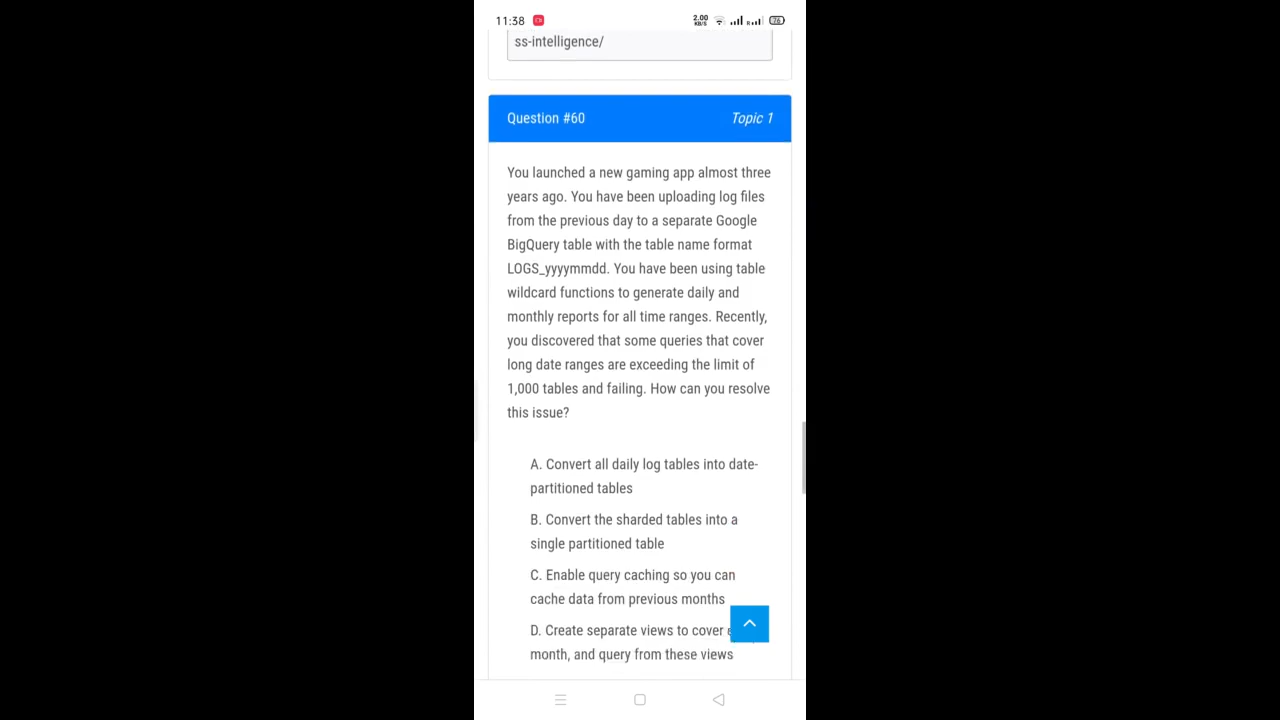 11:38
2.00
KB/S
R
76
ss-intelligence/
Question #60
Topic 1
You launched a new gaming app almost three
years ago. You have been uploading log files
from the previous day to a separate Google
BigQuery table with the table name format
LOGS_yyyymmdd. You have been using table
wildcard functions to generate daily and
monthly reports for all time ranges. Recently,
you discovered that some queries that cover
long date ranges are exceeding the limit of
1,000 tables and failing. How can you resolve
this issue?
A. Convert all daily log tables into date-
partitioned tables
B. Convert the sharded tables into a
single partitioned table
C. Enable query caching so you can
cache data from previous months
D. Create separate views to cover
month, and query from these views